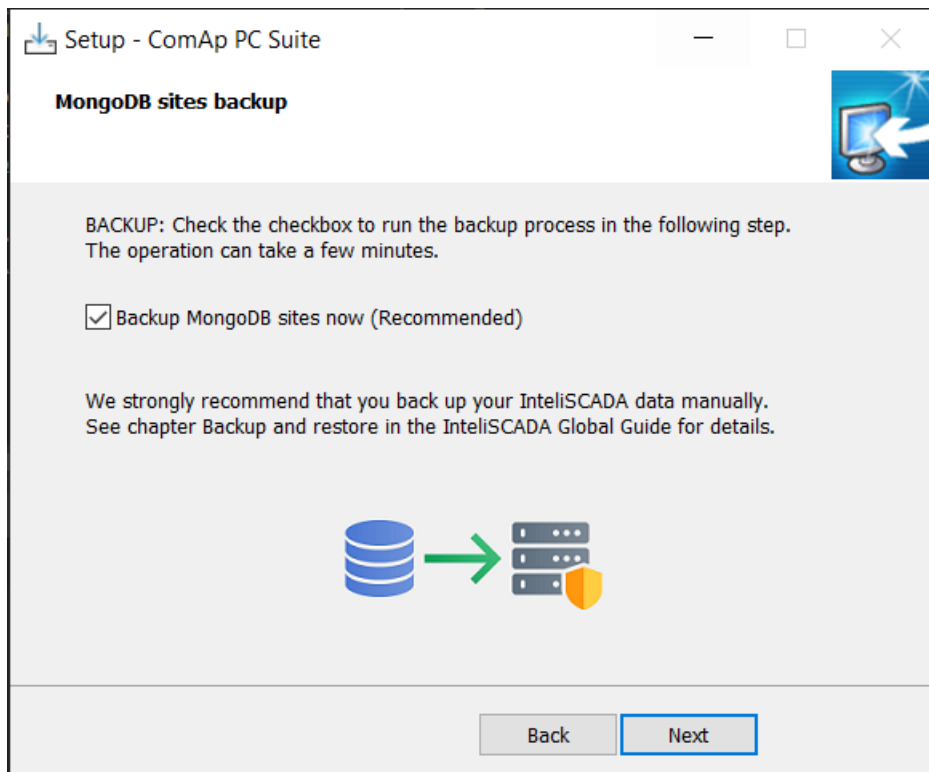 Setup - ComAp PC Suite
MongoDB sites backup
BACKUP: Check the checkbox to run the backup process in the following step.
The operation can take a few minutes.
Backup MongoDB sites now (Recommended)
We strongly recommend that you back up your InteliSCADA data manually.
See chapter Backup and restore in the InteliSCADA Global Guide for details.
Back
Next